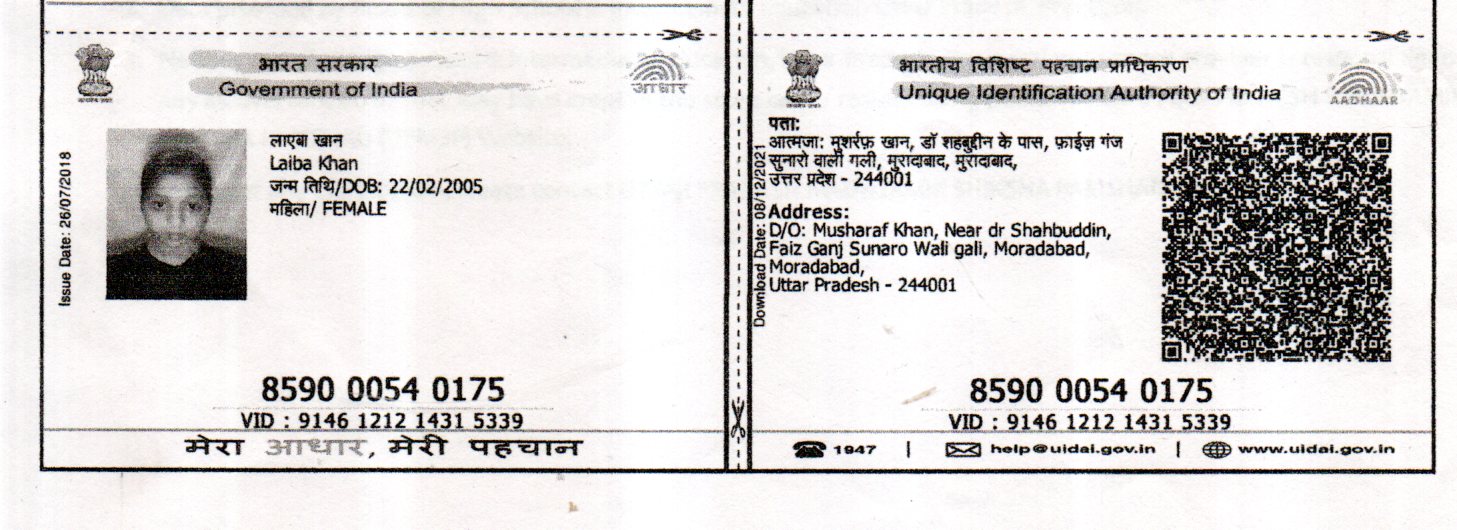 भारत सरकार
Government of India
आधार
Issue Date: 26/07/2018
लाएबा खान
Laiba Khan
जन्म तिथि/DOB: 22/02/2005
महिला/ FEMALE
8590 0054 0175
VID : 9146 1212 1431 5339
मेरा आधार, मेरी पहचान
भारतीय विशिष्ट पहचान प्राधिकरण
Unique Identification Authority of India
AADHAAR
Download Date: 08/12/2021
पता:
आत्मजा: मुशर्रफ़ खान, डॉ शहबुद्दीन के पास, फ़ाईज़ गंज
सुनारो वाली गली, मुरादाबाद, मुरादाबाद,
उत्तर प्रदेश - 244001
Address:
D/O: Musharaf Khan, Near dr Shahbuddin,
Faiz Ganj Sunaro Wali gali, Moradabad,
Moradabad,
Uttar Pradesh - 244001
8590 0054 0175
VID : 9146 1212 1431 5339
1947 | help@uidai.gov.in | www.uidai.gov.in